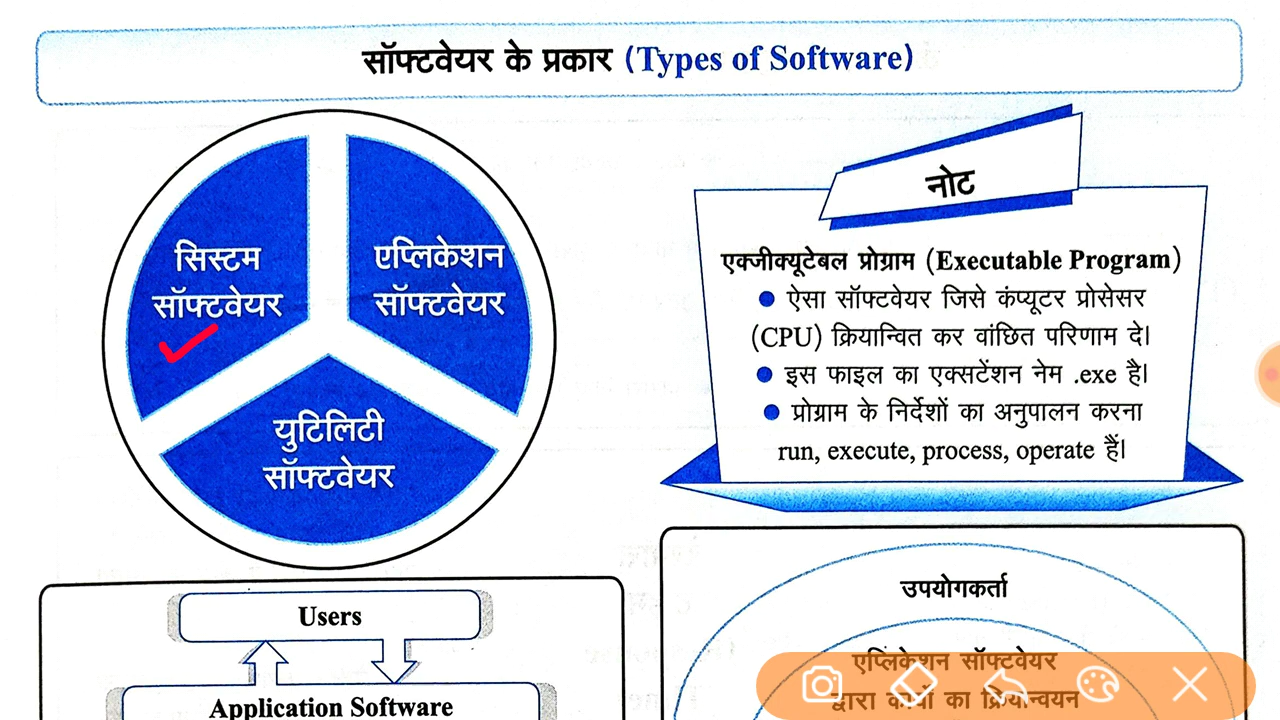 सॉफ्टवेयर के प्रकार (Types of Software)
सिस्टम
सॉफ्टवेयर
एप्लिकेशन
सॉफ्टवेयर
युटिलिटी
सॉफ्टवेयर
नोट
एक्जीक्यूटेबल प्रोग्राम (Executable Program)
● ऐसा सॉफ्टवेयर जिसे कंप्यूटर प्रोसेसर
(CPU) क्रियान्वित कर वांछित परिणाम दे।
● इस फाइल का एक्सटेंशन नेम .exe है।
● प्रोग्राम के निर्देशों का अनुपालन करना
run, execute, process, operate हैं।
Users
Application Software
उपयोगकर्ता
एप्लिकेशन सॉफ्टवेयर
द्वारा कार्यो का क्रियान्वयन